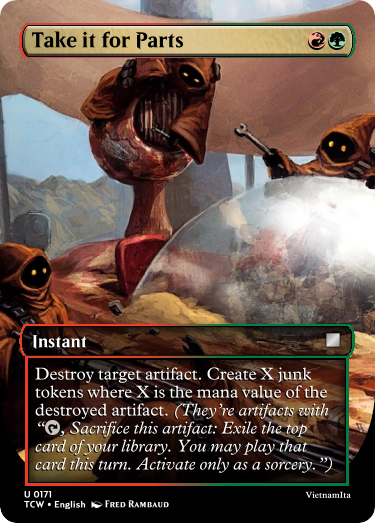 Take it for Parts
Instant
Destroy target artifact. Create X junk
tokens where X is the mana value of the
destroyed artifact. (They're artifacts with
“, Sacrifice this artifact: Exile the top
card of your library. You may play that
card this turn. Activate only as a sorcery.”)
U 0171
TCW • English FRED RAMBAUD
VietnamIta